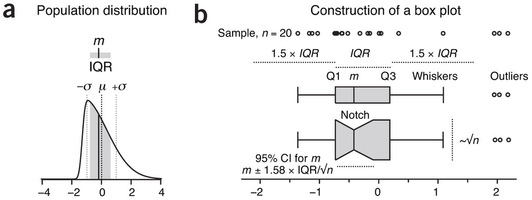 a Population distribution
m
IQR
−σ μ +σ
−4 −2 0 2 4
b Construction of a box plot
Sample, n = 20
1.5 × IQR IQR 1.5 × IQR
Q1 m Q3 Whiskers Outliers
Notch
~√n
95% CI for m
m ± 1.58 × IQR/√n
−2 −1 0 1 2